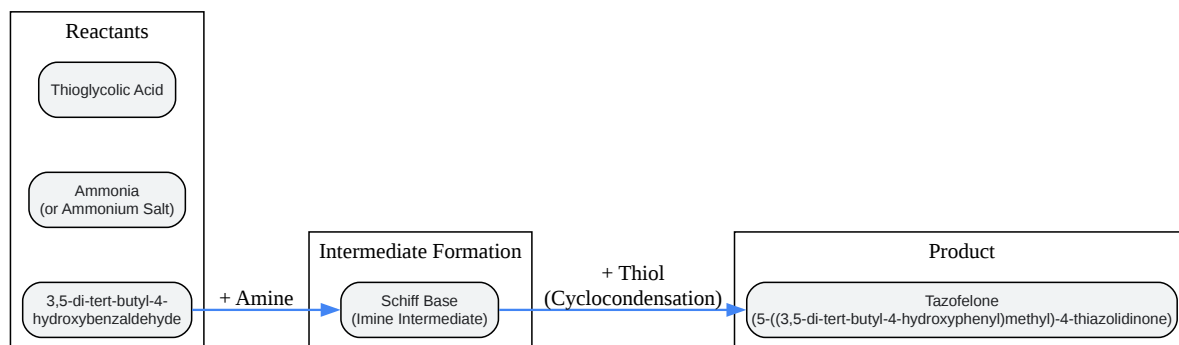 Reactants
Thioglycolic Acid
Ammonia
(or Ammonium Salt)
3,5-di-tert-butyl-4-
hydroxybenzaldehyde
+ Amine
Intermediate Formation
Schiff Base
(Imine Intermediate)
+ Thiol
(Cyclocondensation)
Product
Tazofelone
(5-((3,5-di-tert-butyl-4-hydroxyphenyl)methyl)-4-thiazolidinone)